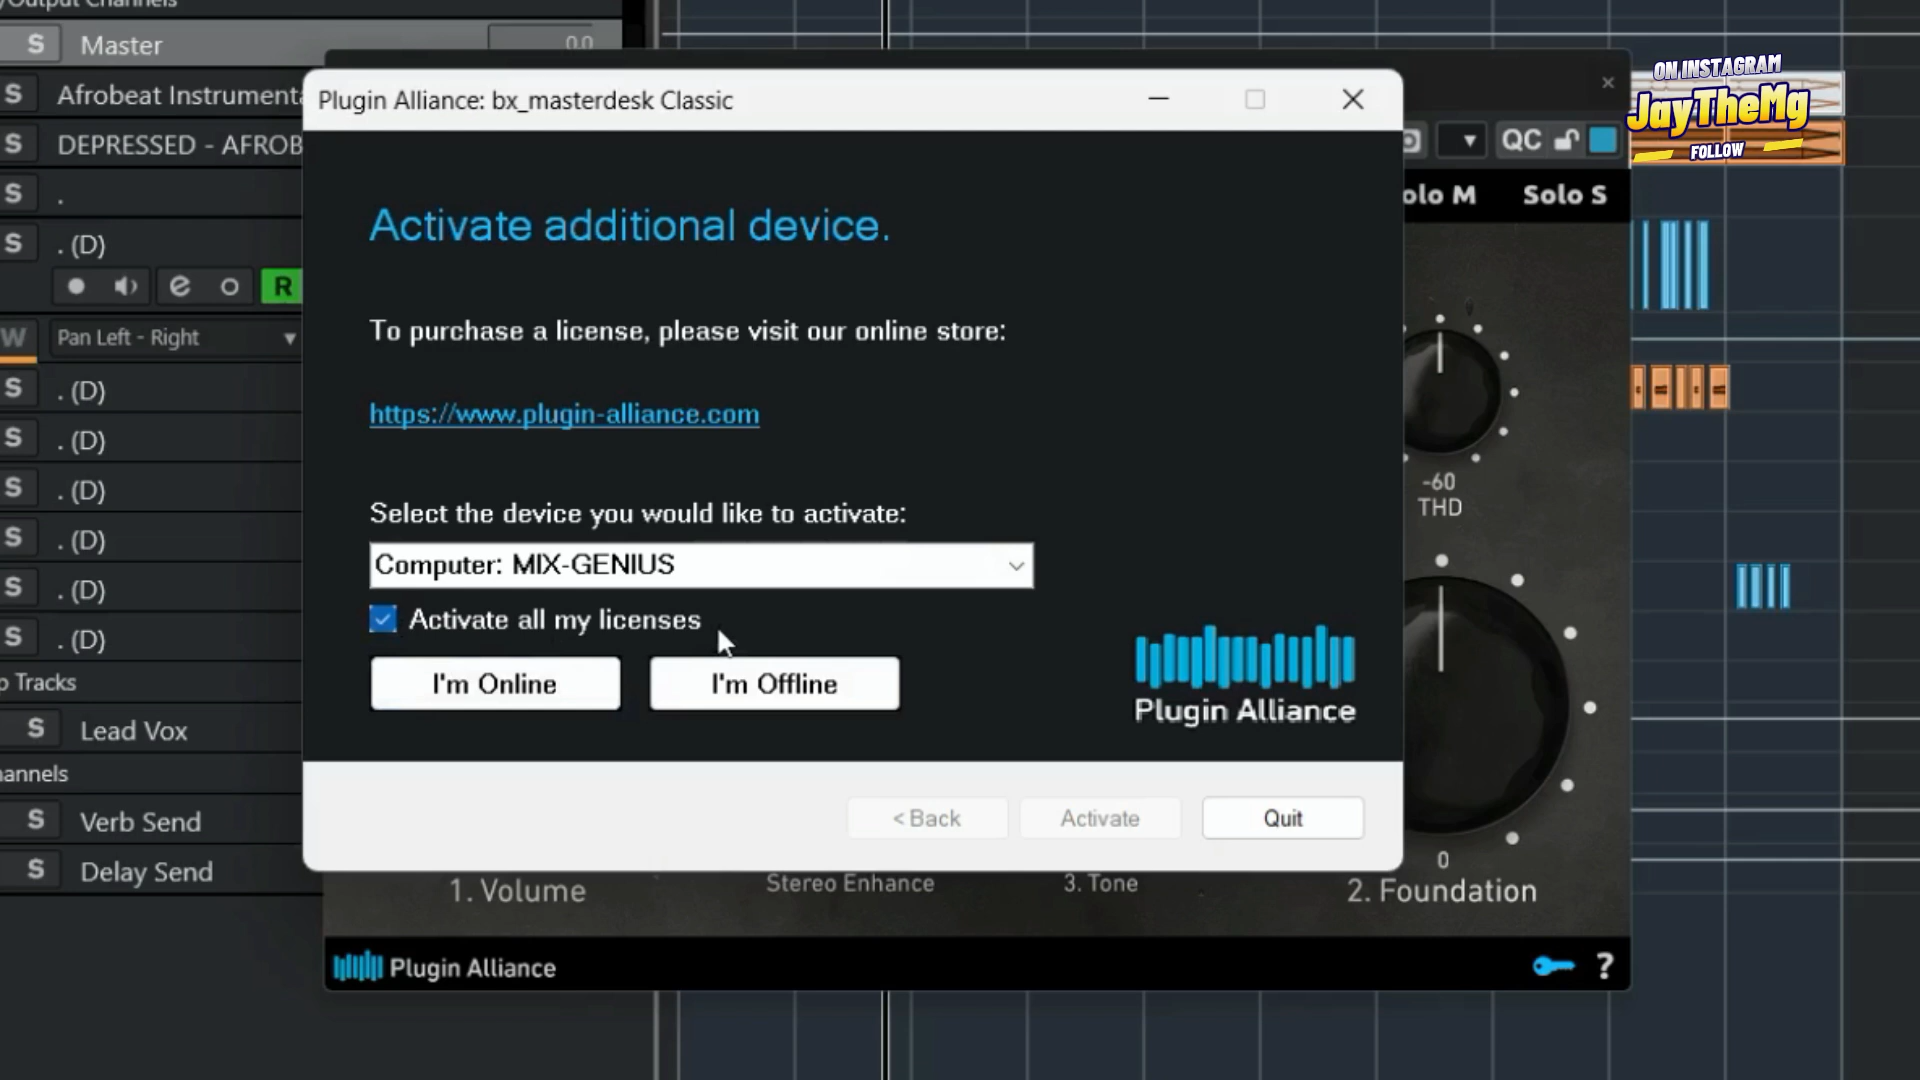 /Output Channels
S Master 0.0
S Afrobeat Instrumenta
S DEPRESSED - AFROB
S .
S . (D)
R
W Pan Left - Right
S . (D)
S . (D)
S . (D)
S . (D)
S . (D)
S . (D)
p Tracks
S Lead Vox
annels
S Verb Send
S Delay Send
Plugin Alliance: bx_masterdesk Classic
Activate additional device.
To purchase a license, please visit our online store:
https://www.plugin-alliance.com
Select the device you would like to activate:
Computer: MIX-GENIUS
Activate all my licenses
I'm Online I'm Offline
Plugin Alliance
< Back Activate Quit
QC
olo M Solo S
-60
THD
0
1. Volume Stereo Enhance 3. Tone 2. Foundation
Plugin Alliance ?
ON INSTAGRAM
JayTheMg
FOLLOW